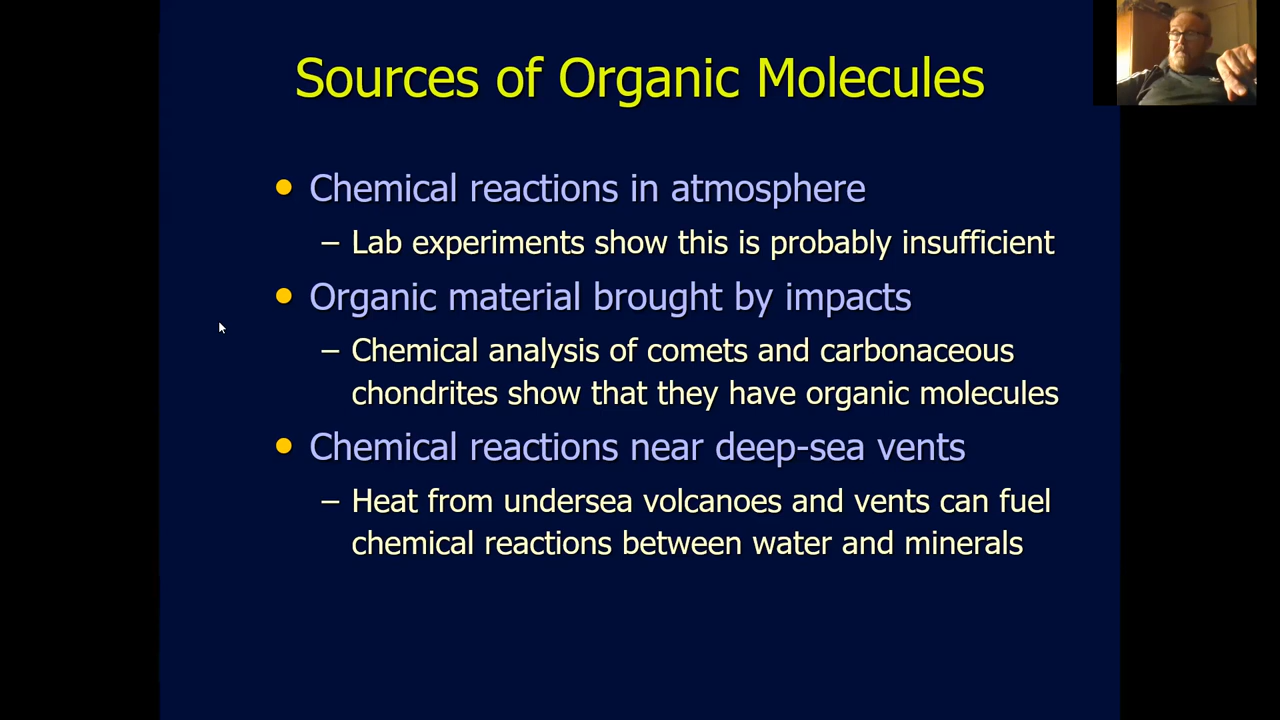 Sources of Organic Molecules
• Chemical reactions in atmosphere
– Lab experiments show this is probably insufficient
• Organic material brought by impacts
– Chemical analysis of comets and carbonaceous
chondrites show that they have organic molecules
• Chemical reactions near deep-sea vents
– Heat from undersea volcanoes and vents can fuel
chemical reactions between water and minerals